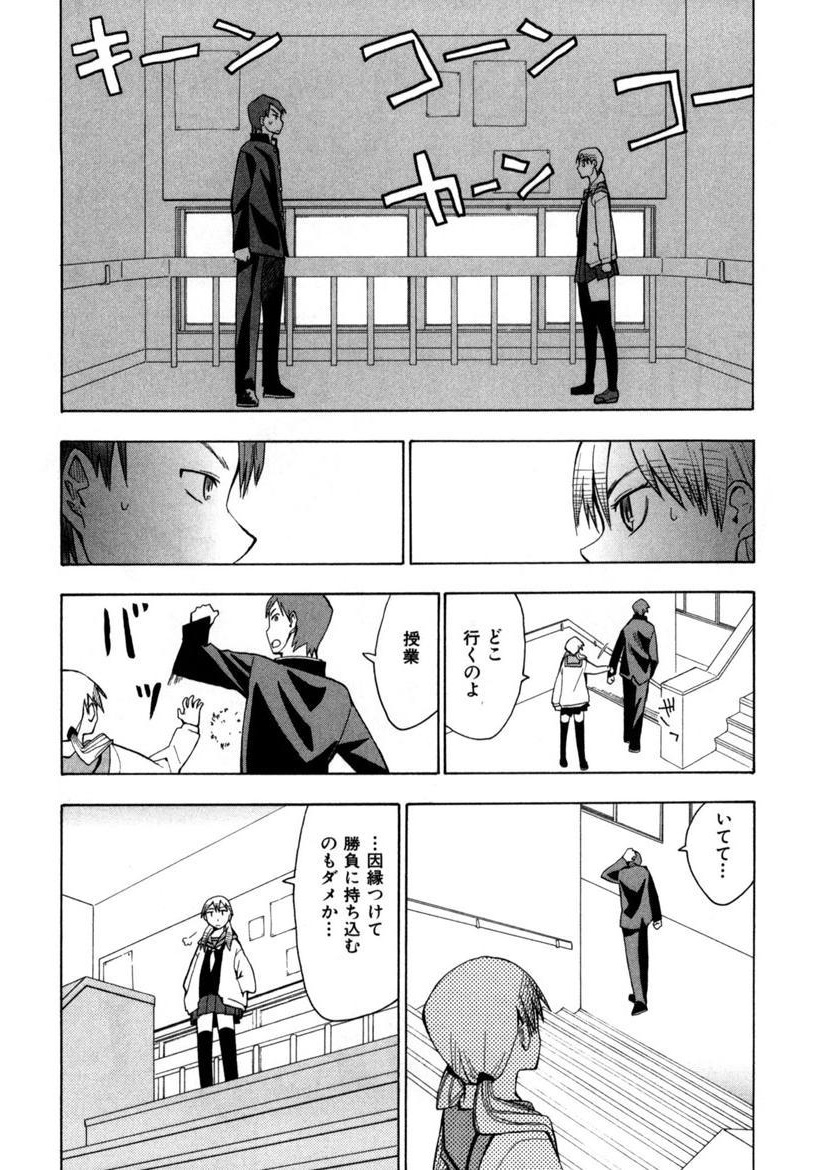 キーン
コーン
カーン
コー
どこ
行くのよ
ギュ
授業
バッ
いてて…
…因縁つけて
勝負に持ち込む
のもダメか…